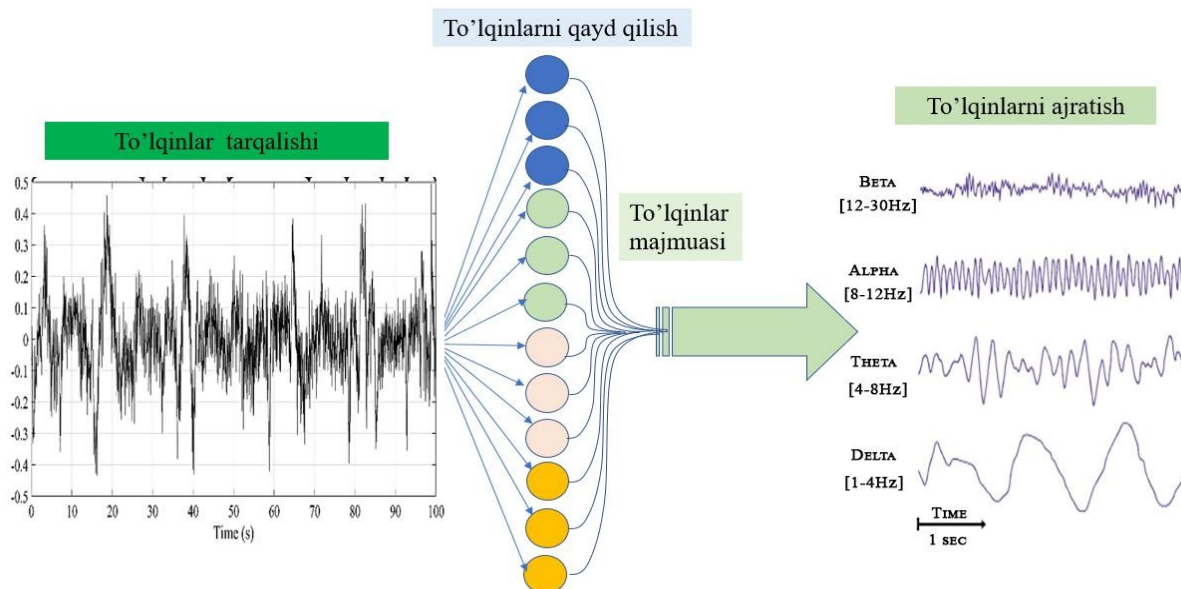 To’lqinlarni qayd qilish
To’lqinlar tarqalishi
0.5
0.4
0.3
0.2
0.1
0
-0.1
-0.2
-0.3
-0.4
-0.5
0 10 20 30 40 50 60 70 80 90 100
Time (s)
To’lqinlar
majmuasi
To’lqinlarni ajratish
BETA
[12-30Hz]
ALPHA
[8-12Hz]
THETA
[4-8Hz]
DELTA
[1-4Hz]
TIME
1 SEC